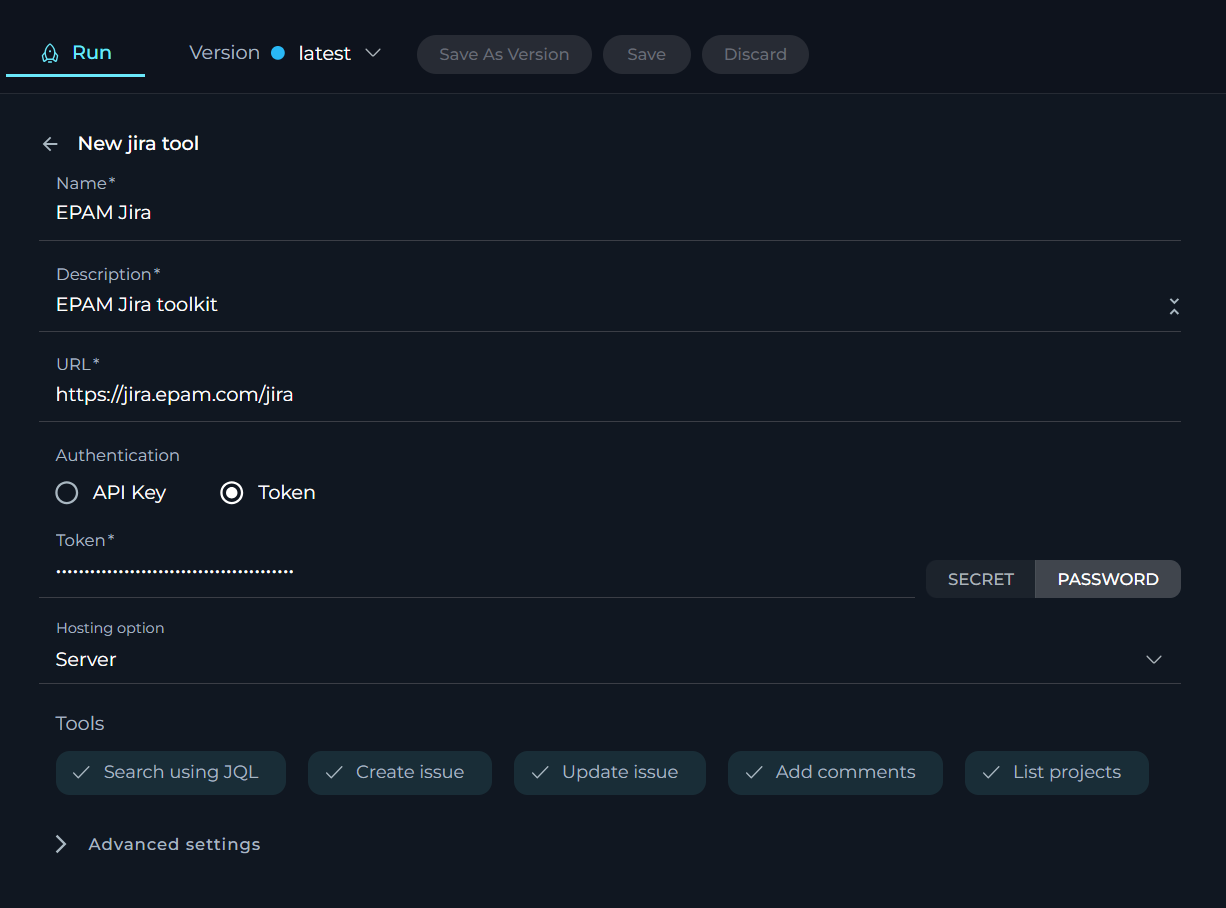 Run Version latest Save As Version Save Discard
New jira tool
Name*
EPAM Jira
Description*
EPAM Jira toolkit
URL*
https://jira.epam.com/jira
Authentication
API Key Token
Token*
••••••••••••••••••••••••••••••••••••••••••
SECRET PASSWORD
Hosting option
Server
Tools
Search using JQL Create issue Update issue Add comments List projects
Advanced settings